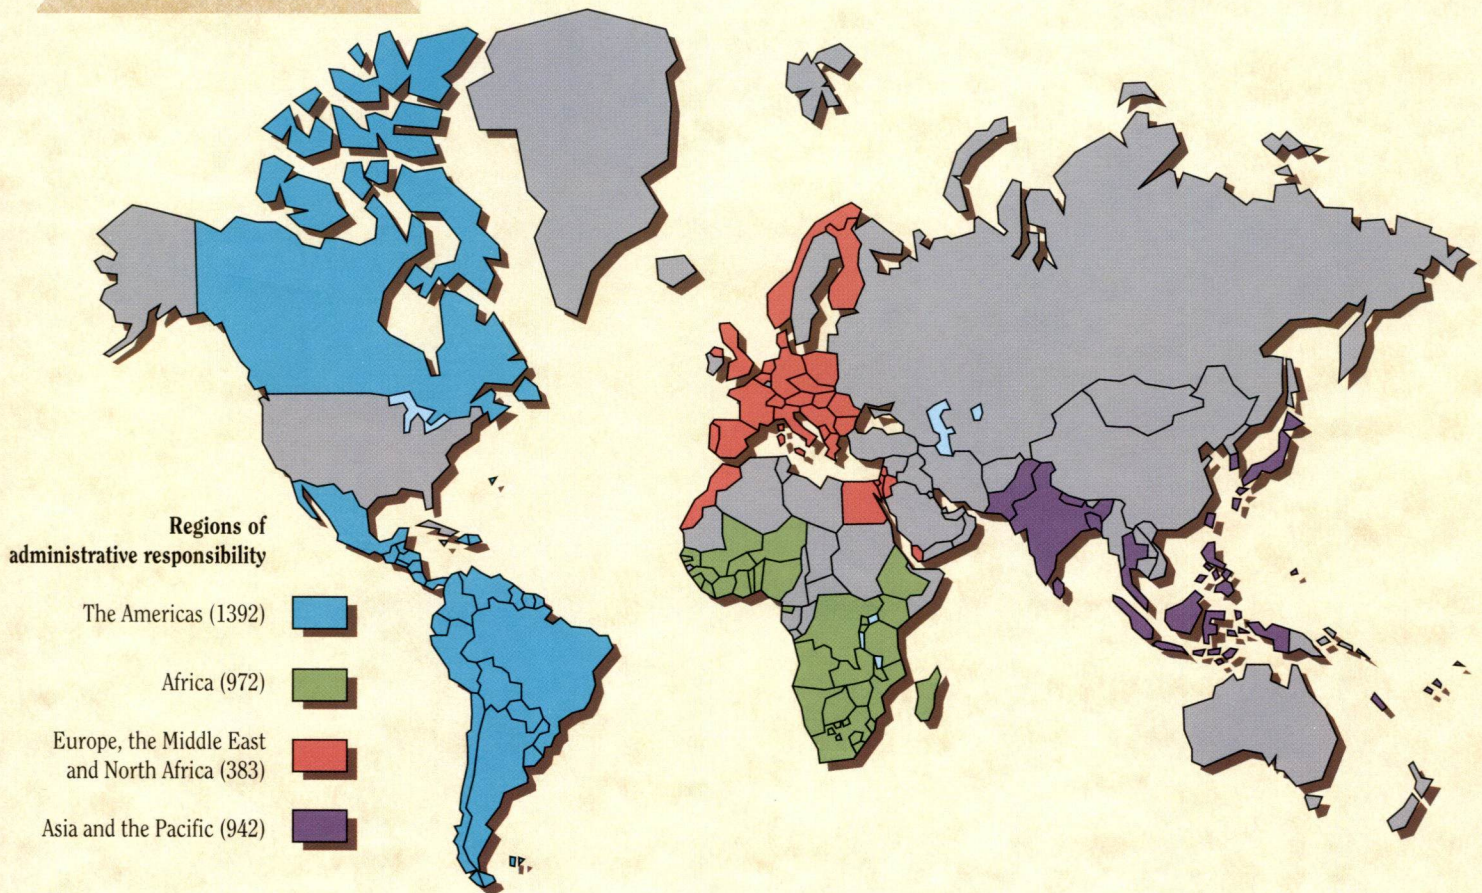 Regions of
administrative responsibility
The Americas (1392)
Africa (972)
Europe, the Middle East
and North Africa (383)
Asia and the Pacific (942)